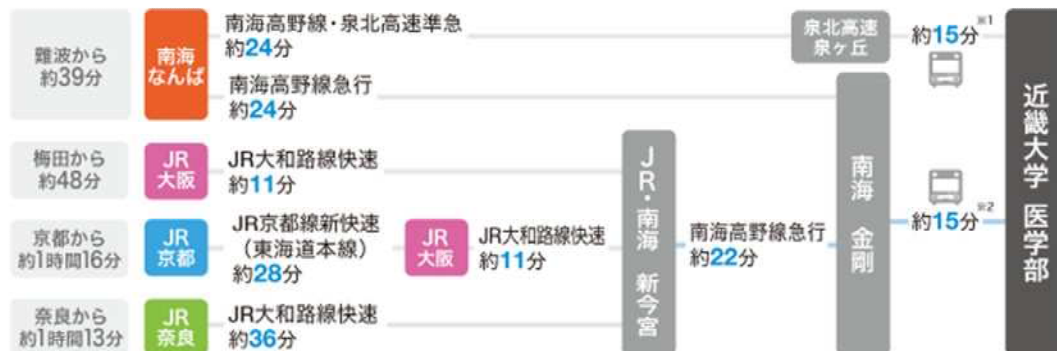 難波から
約39分
南海
なんば
南海高野線・泉北高速準急
約24分
泉北高速
泉ヶ丘
約15分※1
南海高野線急行
約24分
梅田から
約48分
JR
大阪
JR大和路線快速
約11分
京都から
約1時間16分
JR
京都
JR京都線新快速
（東海道本線）
約28分
JR
大阪
JR大和路線快速
約11分
奈良から
約1時間13分
JR
奈良
JR大和路線快速
約36分
JR・南海 新今宮
南海高野線急行
約22分
南海 金剛
約15分※2
近畿大学 医学部